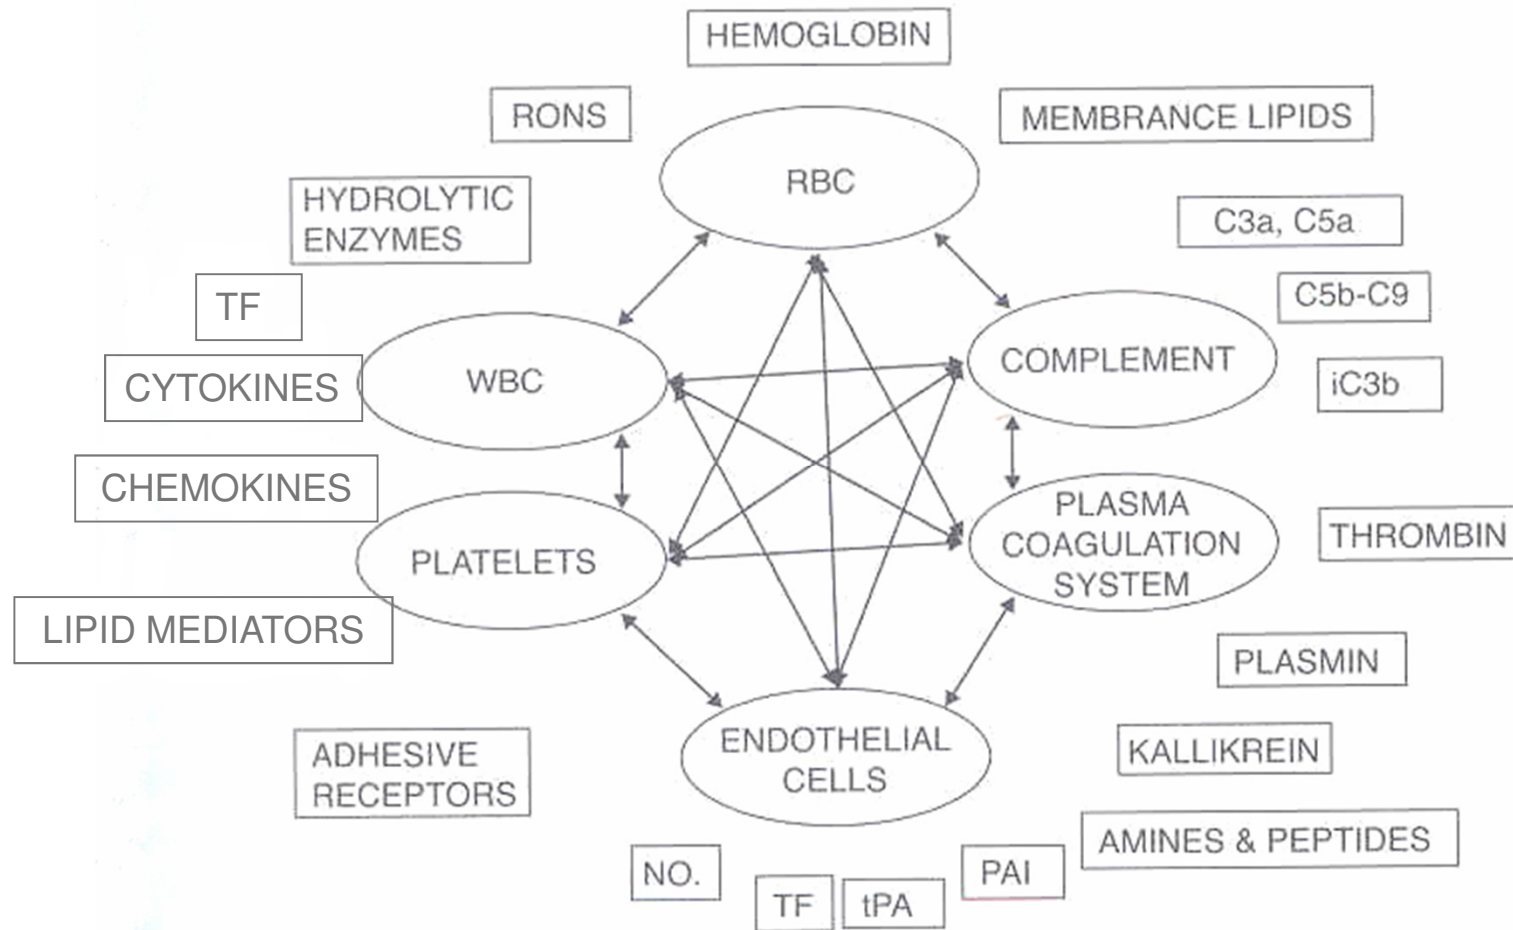 HEMOGLOBIN
RONS
MEMBRANCE LIPIDS
RBC
HYDROLYTIC
ENZYMES
C3a, C5a
TF
C5b-C9
CYTOKINES
WBC
COMPLEMENT
iC3b
CHEMOKINES
PLATELETS
PLASMA
COAGULATION
SYSTEM
THROMBIN
LIPID MEDIATORS
PLASMIN
ADHESIVE
RECEPTORS
ENDOTHELIAL
CELLS
KALLIKREIN
AMINES & PEPTIDES
NO.
TF
tPA
PAI